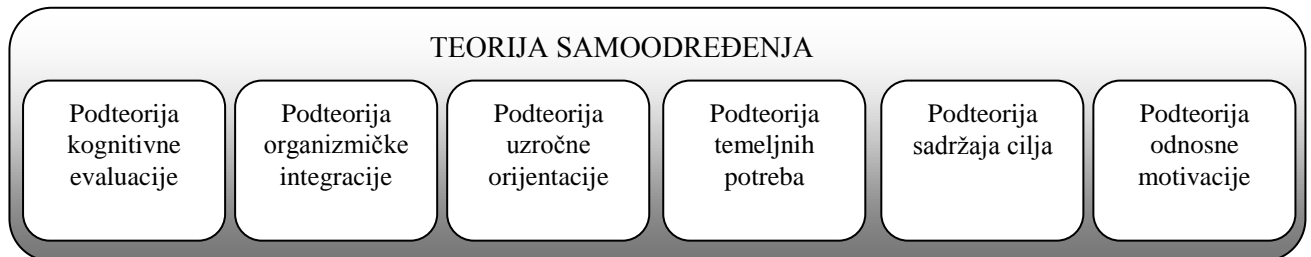 TEORIJA SAMOODREĐENJA
Podteorija
kognitivne
evaluacije
Podteorija
organizmičke
integracije
Podteorija
uzročne
orijentacije
Podteorija
temeljnih
potreba
Podteorija
sadržaja cilja
Podteorija
odnosne
motivacije